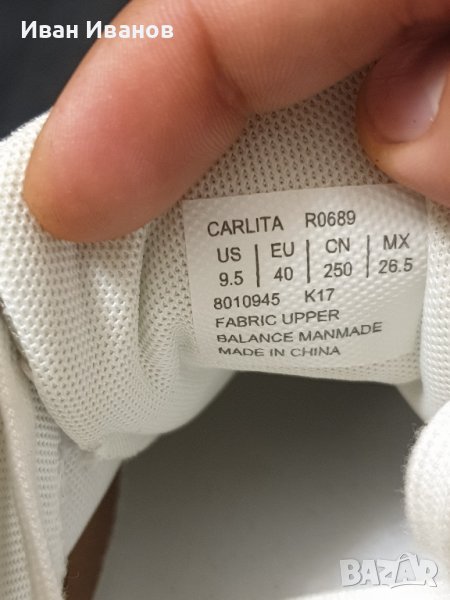 Иван Иванов
CARLITA R0689
US EU CN MX
9.5 40 250 26.5
8010945 K17
FABRIC UPPER
BALANCE MANMADE
MADE IN CHINA
BAZAR